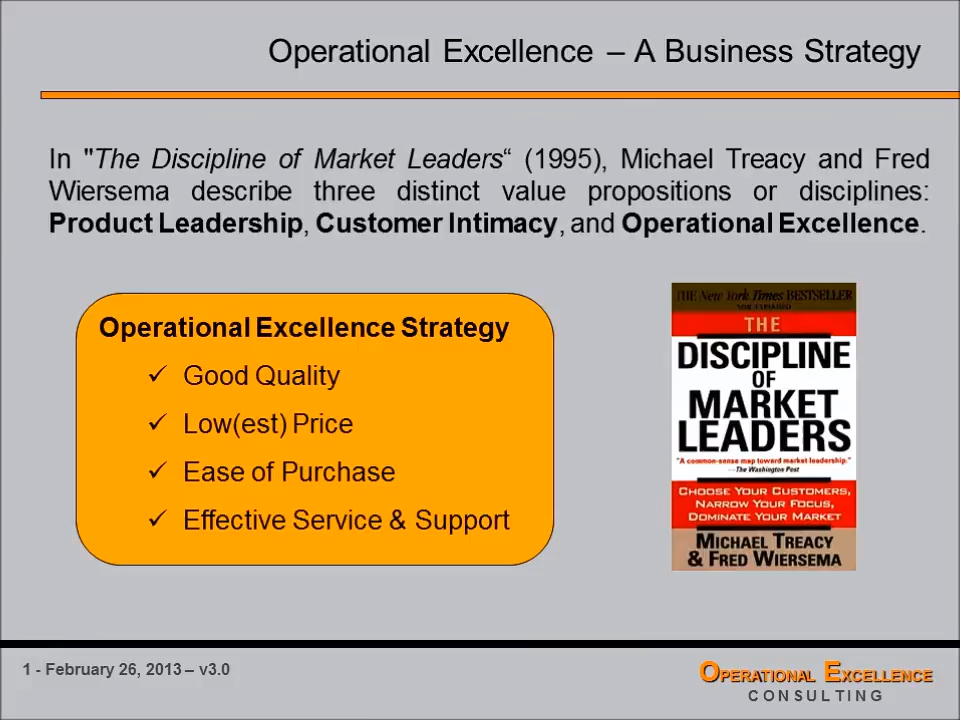 Operational Excellence – A Business Strategy
In "The Discipline of Market Leaders“ (1995), Michael Treacy and Fred
Wiersema describe three distinct value propositions or disciplines:
Product Leadership, Customer Intimacy, and Operational Excellence.
Operational Excellence Strategy
✓ Good Quality
✓ Low(est) Price
✓ Ease of Purchase
✓ Effective Service & Support
THE New York Times BESTSELLER
NOW EXPANDED
THE
DISCIPLINE
OF
MARKET
LEADERS
"A common-sense map toward market leadership."
—The Washington Post
CHOOSE YOUR CUSTOMERS,
NARROW YOUR FOCUS,
DOMINATE YOUR MARKET
MICHAEL TREACY
& FRED WIERSEMA
1 - February 26, 2013 – v3.0
OPERATIONAL EXCELLENCE
CONSULTING